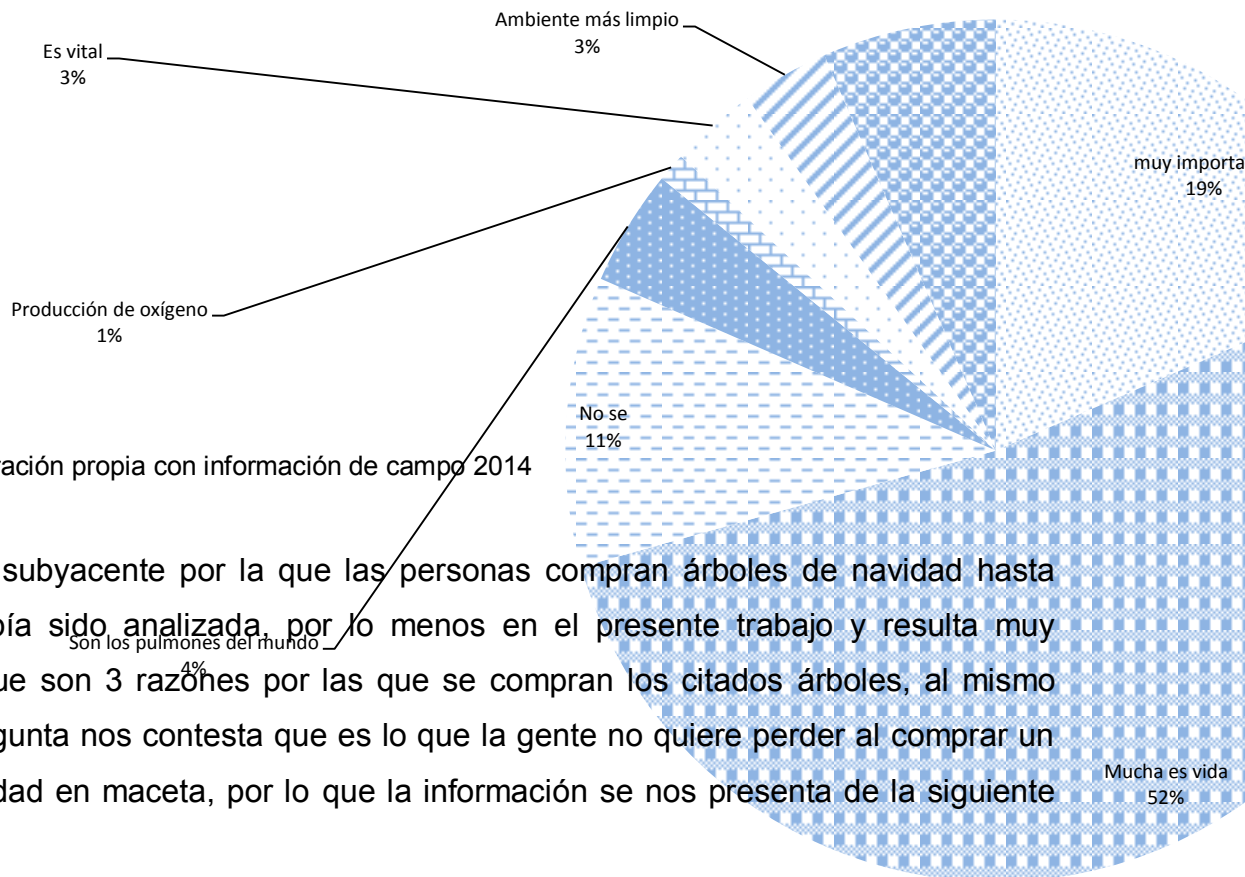 Ambiente más limpio
3%
Es vital
3%
muy importa
19%
Producción de oxígeno
1%
No se
11%
ración propia con información de campo 2014
subyacente por la que las personas compran árboles de navidad hasta
bía sido analizada, por lo menos en el presente trabajo y resulta muy
Son los pulmones del mundo
4%
ue son 3 razones por las que se compran los citados árboles, al mismo
gunta nos contesta que es lo que la gente no quiere perder al comprar un
dad en maceta, por lo que la información se nos presenta de la siguiente
Mucha es vida
52%